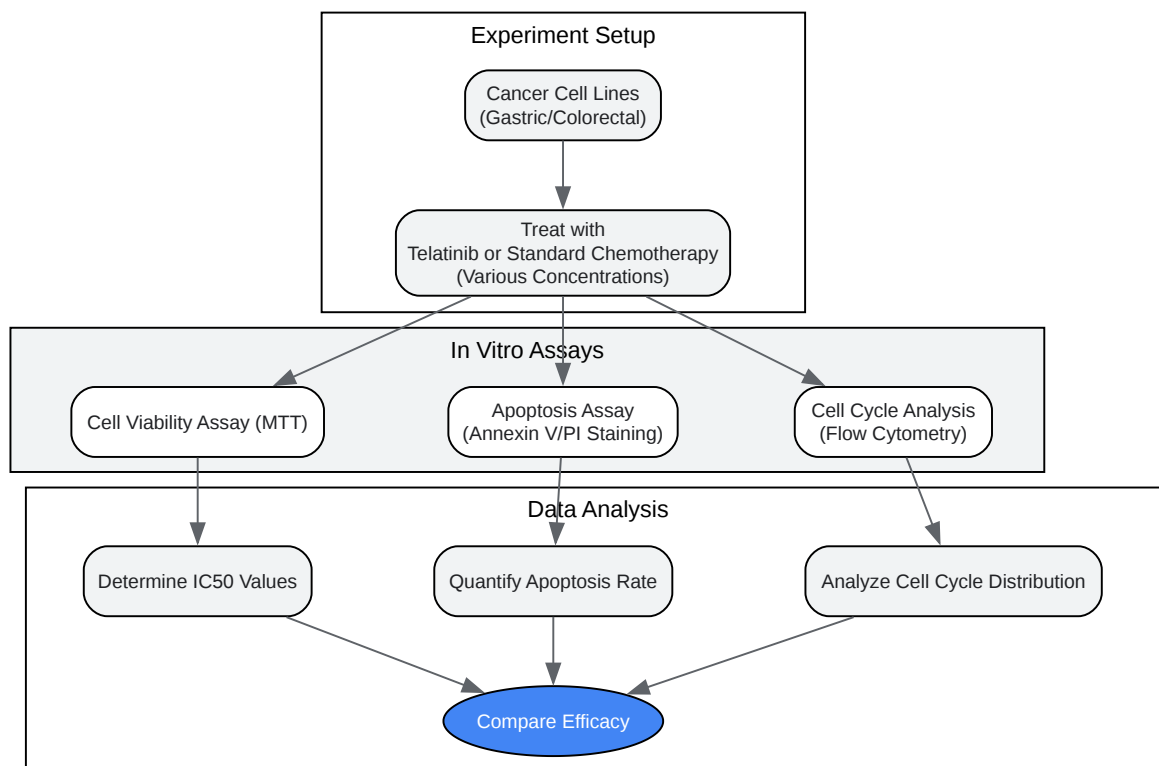 Experiment Setup
Cancer Cell Lines
(Gastric/Colorectal)
Treat with
Telatinib or Standard Chemotherapy
(Various Concentrations)
In Vitro Assays
Cell Viability Assay (MTT)
Apoptosis Assay
(Annexin V/PI Staining)
Cell Cycle Analysis
(Flow Cytometry)
Data Analysis
Determine IC50 Values
Quantify Apoptosis Rate
Analyze Cell Cycle Distribution
Compare Efficacy